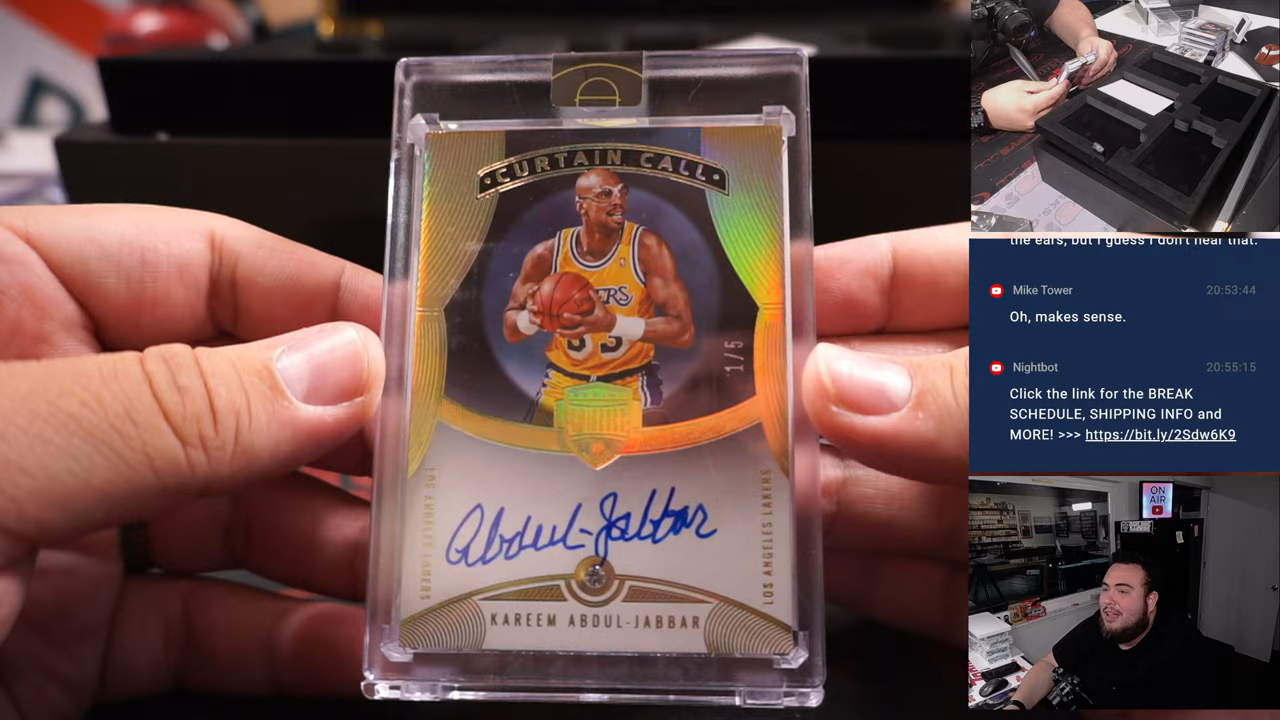 CURTAIN CALL
ERS
33
1/5
LOS ANGELES LAKERS
LOS ANGELES LAKERS
Abdul-Jabbar
KAREEM ABDUL-JABBAR
the ears, but I guess I don't hear that.
Mike Tower 20:53:44
Oh, makes sense.
Nightbot 20:55:15
Click the link for the BREAK
SCHEDULE, SHIPPING INFO and
MORE! >>> https://bit.ly/2Sdw6K9
ON
AIR